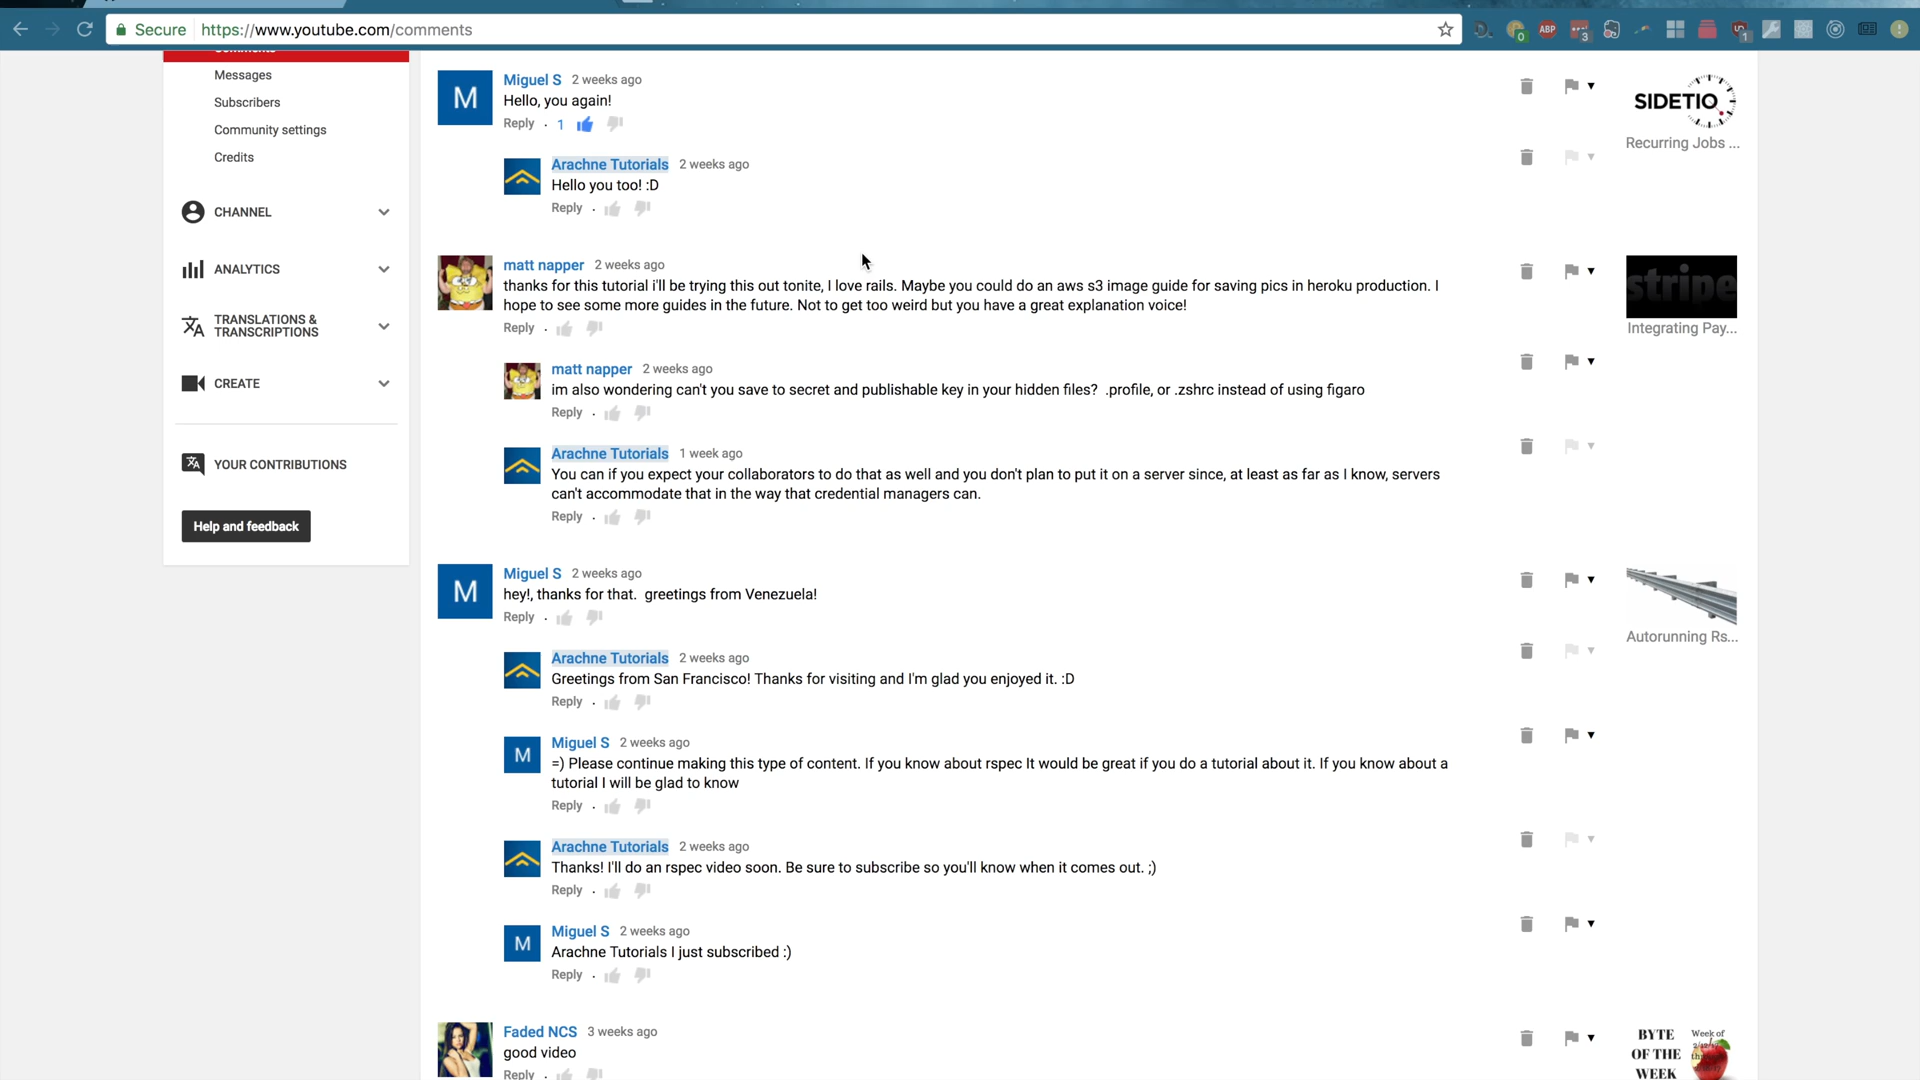 Secure https://www.youtube.com/comments
Messages
Subscribers
Community settings
Credits
CHANNEL
ANALYTICS
TRANSLATIONS &
TRANSCRIPTIONS
CREATE
YOUR CONTRIBUTIONS
Help and feedback
M Miguel S 2 weeks ago
Hello, you again!
Reply . 1
Arachne Tutorials 2 weeks ago
Hello you too! :D
Reply .
SIDETIQ
Recurring Jobs ...
matt napper 2 weeks ago
thanks for this tutorial i'll be trying this out tonite, I love rails. Maybe you could do an aws s3 image guide for saving pics in heroku production. I
hope to see some more guides in the future. Not to get too weird but you have a great explanation voice!
Reply .
stripe
Integrating Pay...
matt napper 2 weeks ago
im also wondering can't you save to secret and publishable key in your hidden files? .profile, or .zshrc instead of using figaro
Reply .
Arachne Tutorials 1 week ago
You can if you expect your collaborators to do that as well and you don't plan to put it on a server since, at least as far as I know, servers
can't accommodate that in the way that credential managers can.
Reply .
M Miguel S 2 weeks ago
hey!, thanks for that. greetings from Venezuela!
Reply .
Autorunning Rs...
Arachne Tutorials 2 weeks ago
Greetings from San Francisco! Thanks for visiting and I'm glad you enjoyed it. :D
Reply .
M Miguel S 2 weeks ago
=) Please continue making this type of content. If you know about rspec It would be great if you do a tutorial about it. If you know about a
tutorial I will be glad to know
Reply .
Arachne Tutorials 2 weeks ago
Thanks! I'll do an rspec video soon. Be sure to subscribe so you'll know when it comes out. ;)
Reply .
M Miguel S 2 weeks ago
Arachne Tutorials I just subscribed :)
Reply .
Faded NCS 3 weeks ago
good video
Reply .
BYTE
OF THE
WEEK
Week of